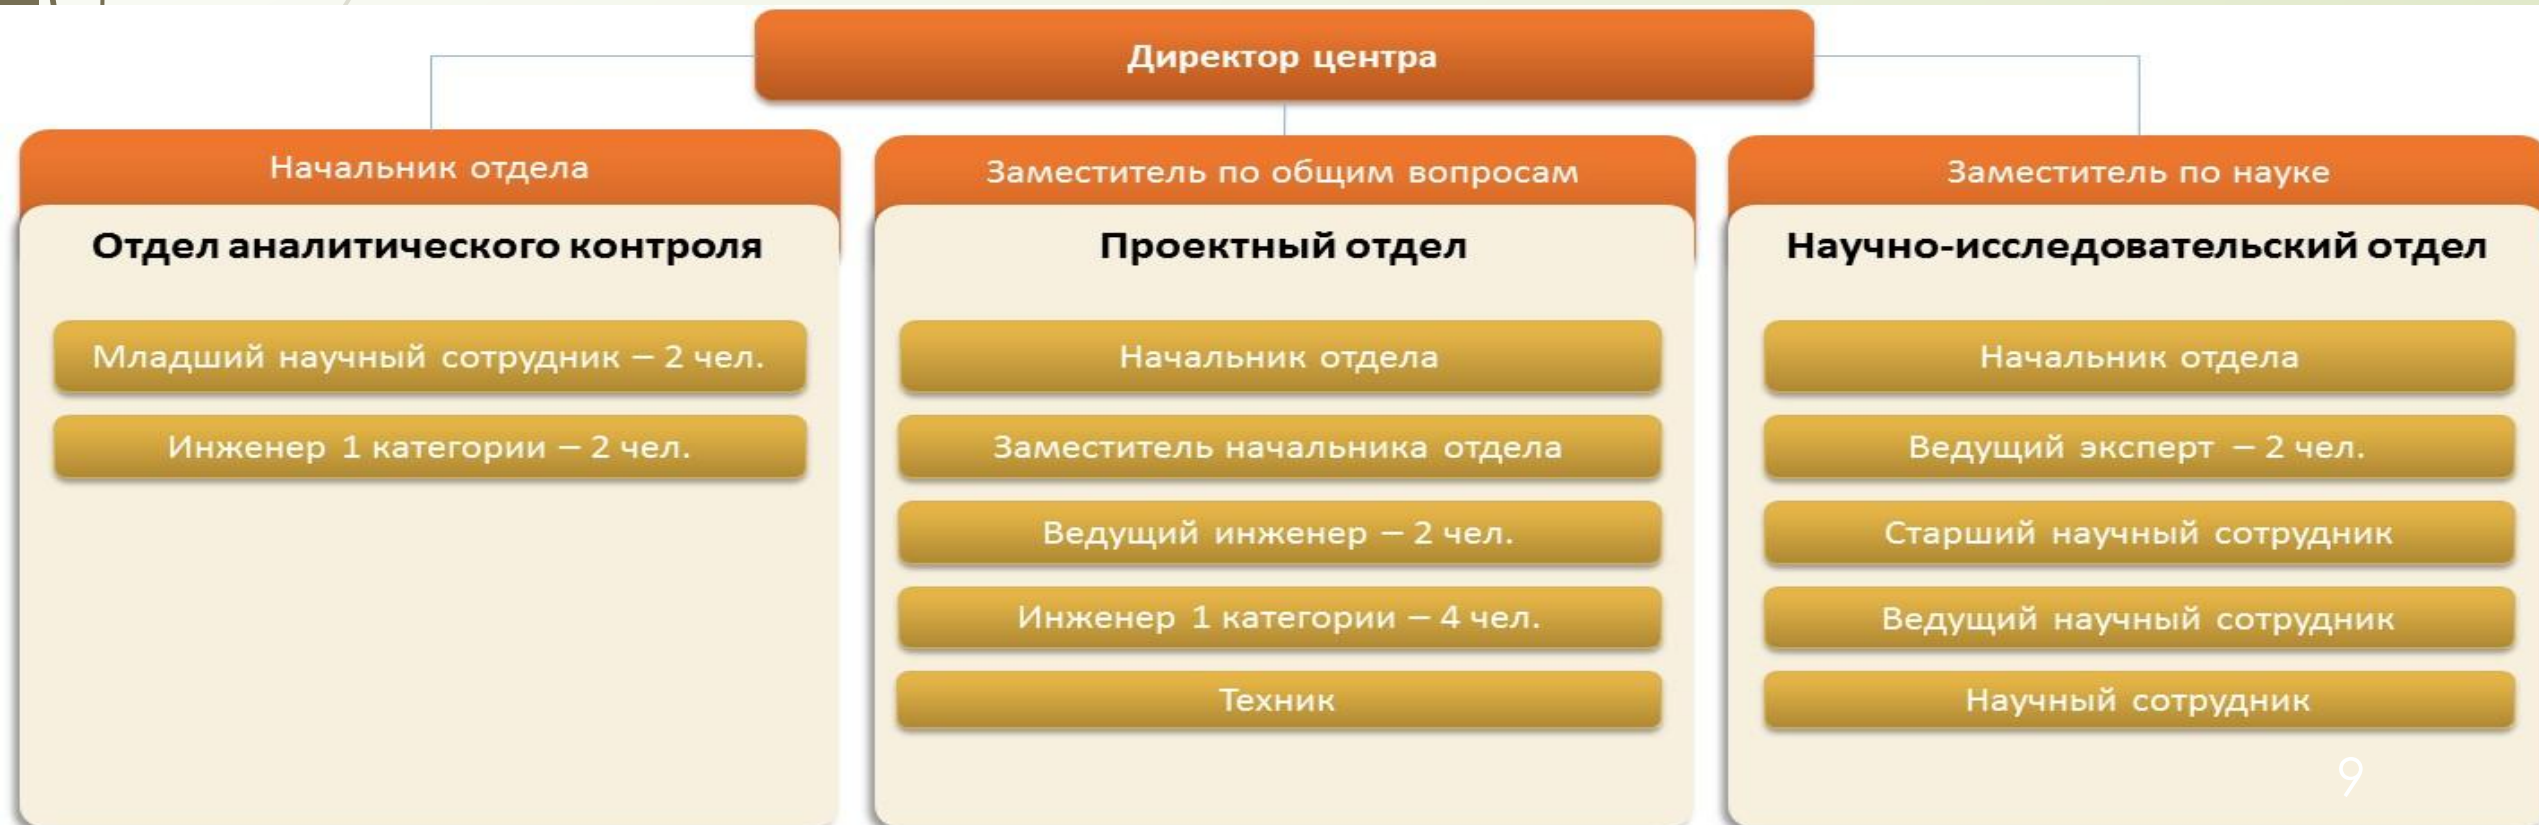 Директор центра
Начальник отдела
Отдел аналитического контроля
Младший научный сотрудник – 2 чел.
Инженер 1 категории – 2 чел.
Заместитель по общим вопросам
Проектный отдел
Начальник отдела
Заместитель начальника отдела
Ведущий инженер – 2 чел.
Инженер 1 категории – 4 чел.
Техник
Заместитель по науке
Научно-исследовательский отдел
Начальник отдела
Ведущий эксперт – 2 чел.
Старший научный сотрудник
Ведущий научный сотрудник
Научный сотрудник
9